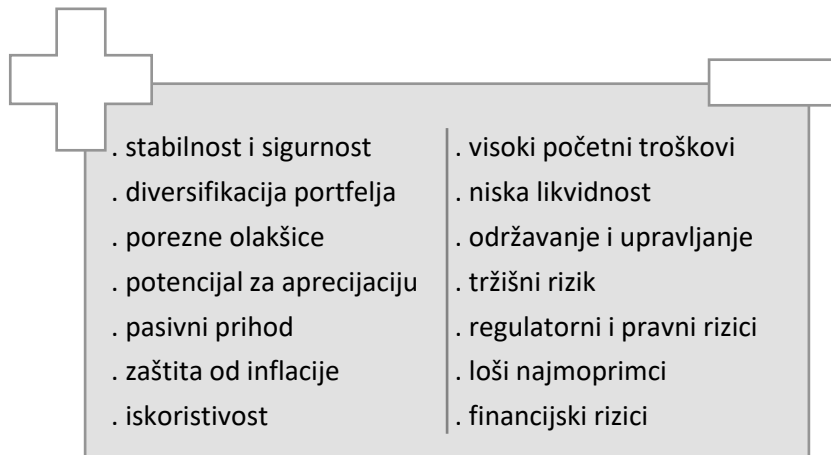 . stabilnost i sigurnost
. diversifikacija portfelja
. porezne olakšice
. potencijal za aprecijaciju
. pasivni prihod
. zaštita od inflacije
. iskoristivost
. visoki početni troškovi
. niska likvidnost
. održavanje i upravljanje
. tržišni rizik
. regulatorni i pravni rizici
. loši najmoprimci
. financijski rizici